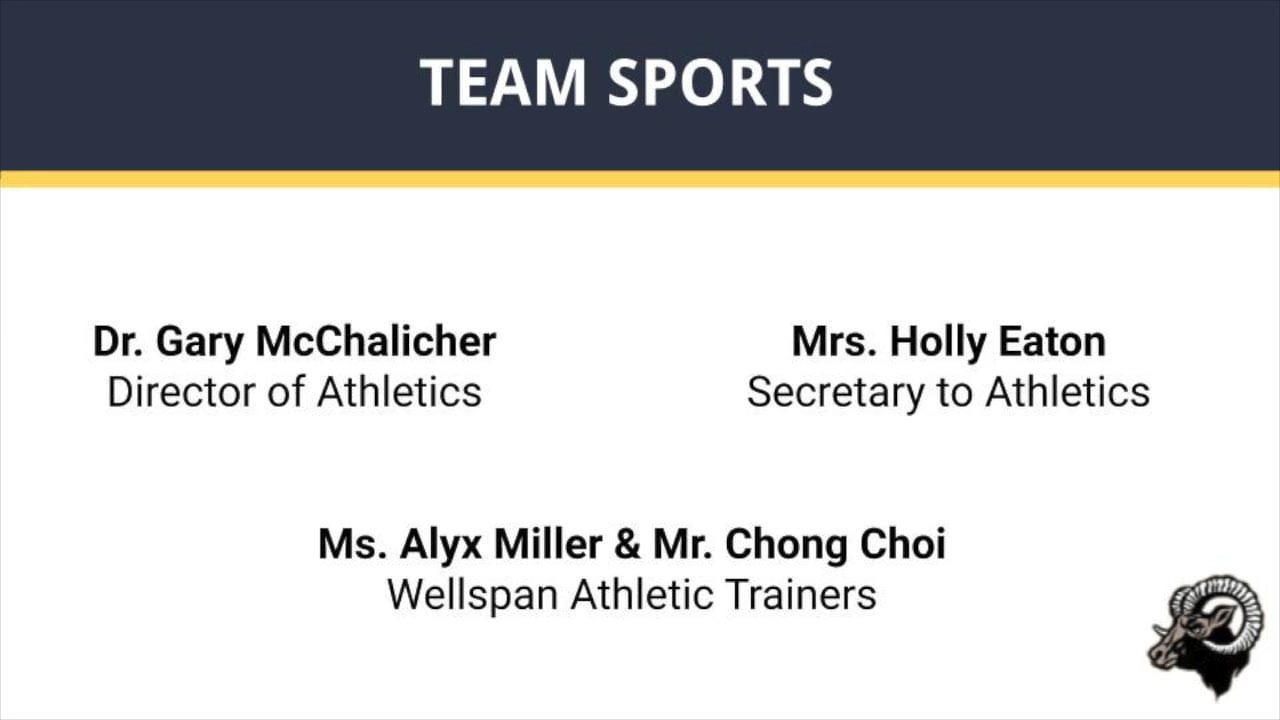 TEAM SPORTS
Dr. Gary McChalicher
Director of Athletics
Mrs. Holly Eaton
Secretary to Athletics
Ms. Alyx Miller & Mr. Chong Choi
Wellspan Athletic Trainers